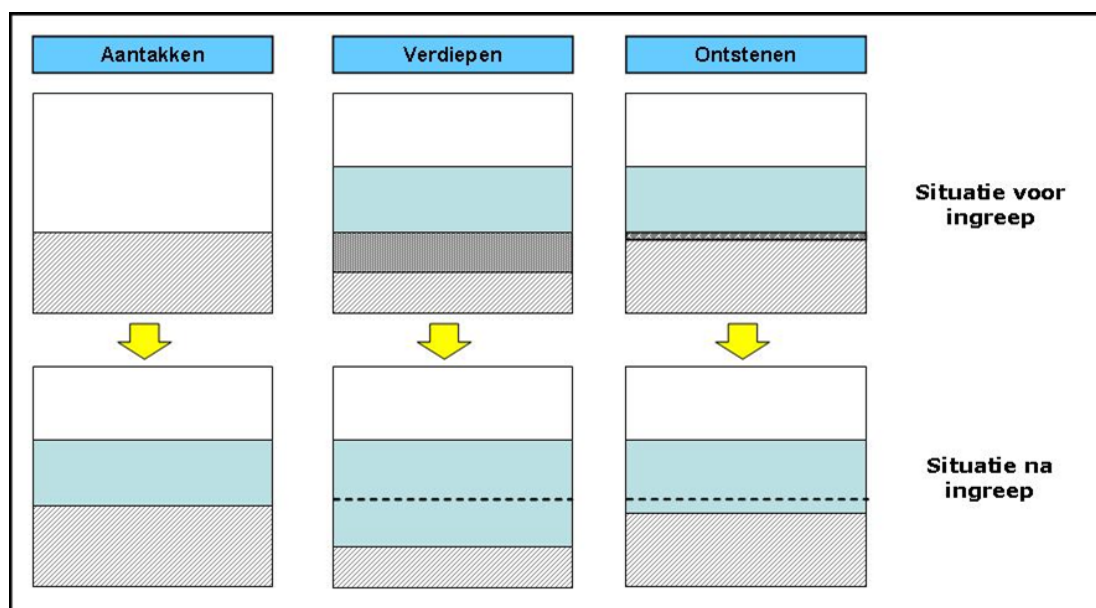 Aantakken
Verdiepen
Ontstenen
Situatie voor
ingreep
Situatie na
ingreep